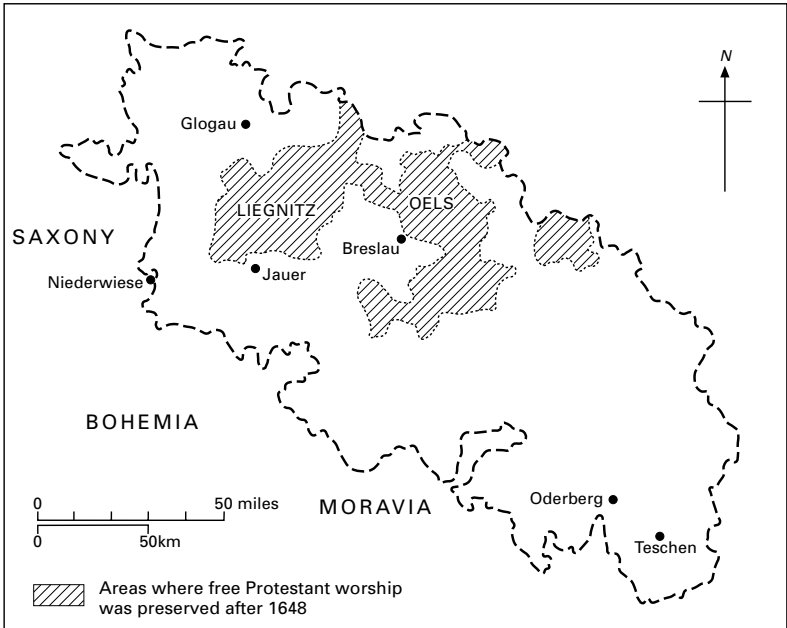 N
Glogau
LIEGNITZ
OELS
SAXONY
Breslau
Niederwiese
Jauer
BOHEMIA
0 50 miles
MORAVIA
Oderberg
0 50km
Teschen
Areas where free Protestant worship
was preserved after 1648